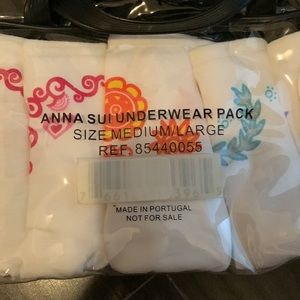 ANNA SUI UNDERWEAR PACK
SIZE MEDIUM/LARGE
REF. 85440055
*MADE IN PORTUGAL
NOT FOR SALE